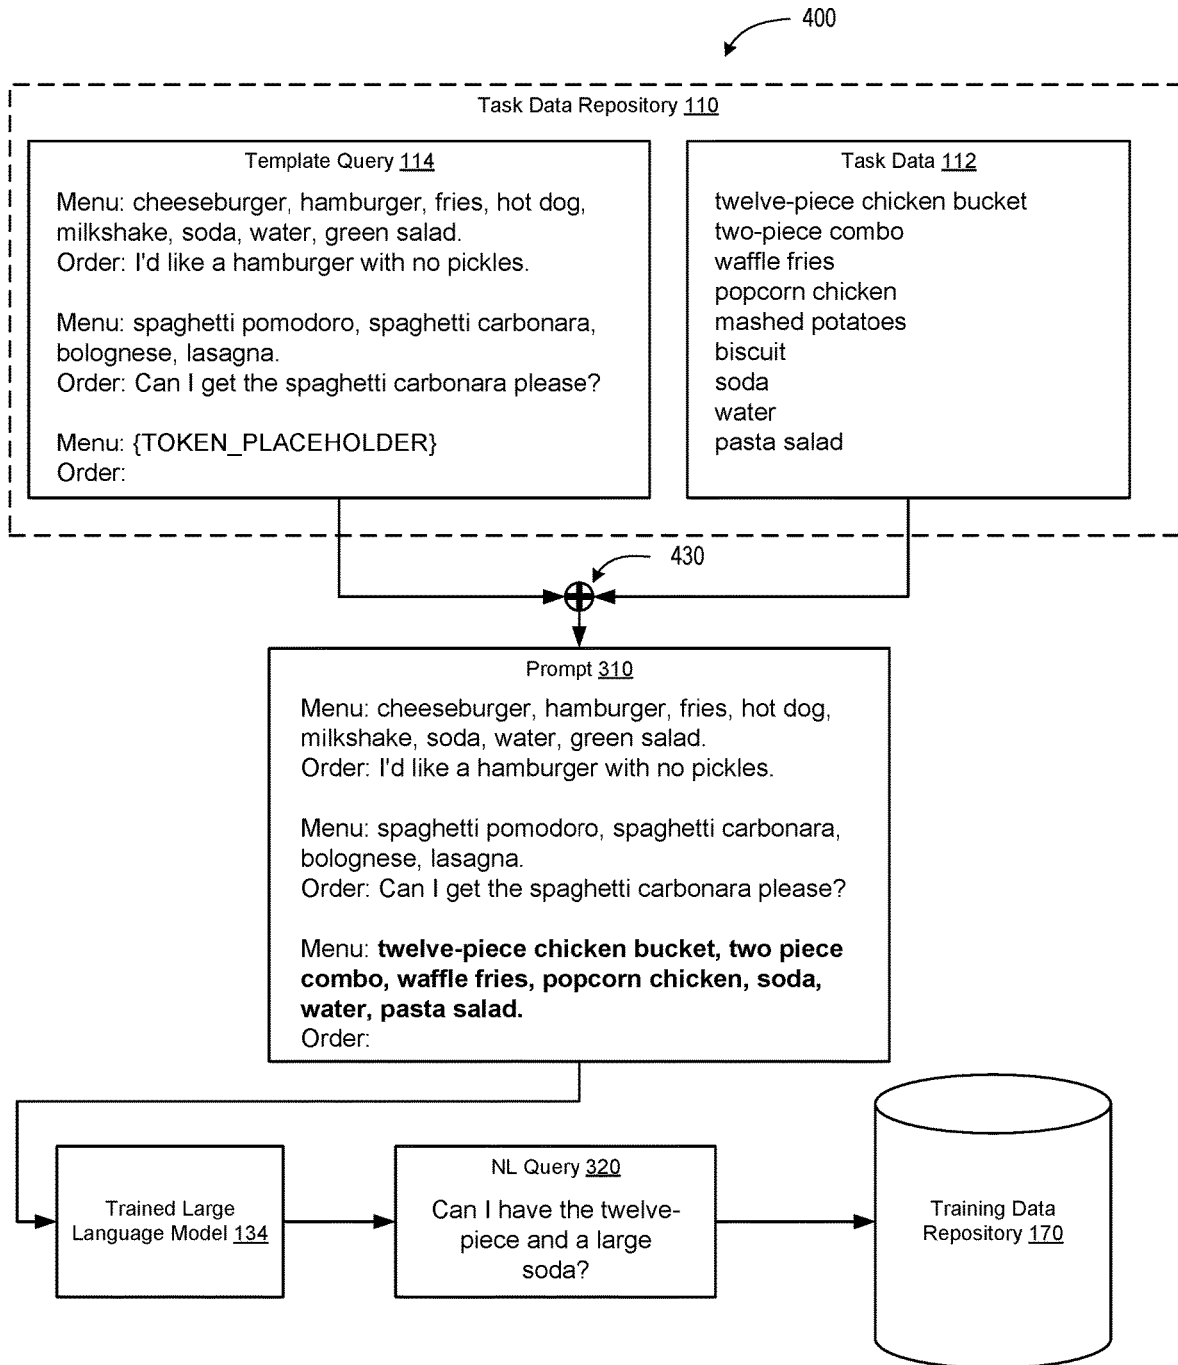 400
Task Data Repository 110
Template Query 114
Menu: cheeseburger, hamburger, fries, hot dog,
milkshake, soda, water, green salad.
Order: I'd like a hamburger with no pickles.
Menu: spaghetti pomodoro, spaghetti carbonara,
bolognese, lasagna.
Order: Can I get the spaghetti carbonara please?
Menu: {TOKEN_PLACEHOLDER}
Order:
Task Data 112
twelve-piece chicken bucket
two-piece combo
waffle fries
popcorn chicken
mashed potatoes
biscuit
soda
water
pasta salad
430
Prompt 310
Menu: cheeseburger, hamburger, fries, hot dog,
milkshake, soda, water, green salad.
Order: I'd like a hamburger with no pickles.
Menu: spaghetti pomodoro, spaghetti carbonara,
bolognese, lasagna.
Order: Can I get the spaghetti carbonara please?
Menu: twelve-piece chicken bucket, two piece
combo, waffle fries, popcorn chicken, soda,
water, pasta salad.
Order:
Trained Large
Language Model 134
NL Query 320
Can I have the twelve-
piece and a large
soda?
Training Data
Repository 170